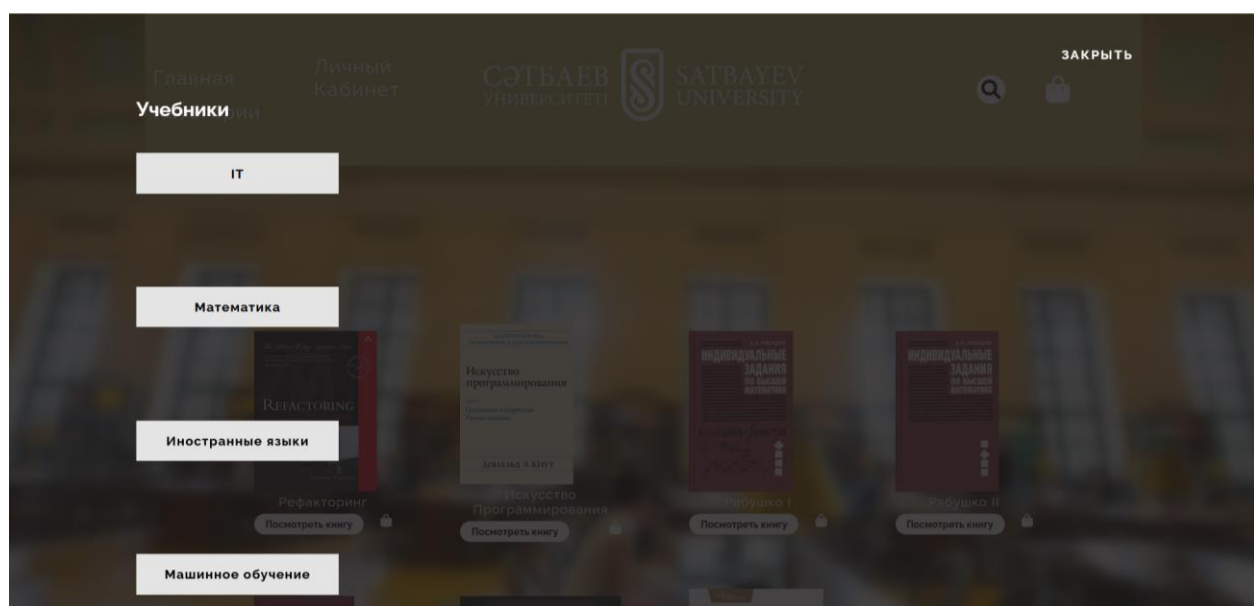 ЗАКРЫТЬ
Главная
Личный
Кабинет
СӘТБАЕВ
УНИВЕРСИТЕТІ
SATBAYEV
UNIVERSITY
Учебники
IT
Математика
Иностранные языки
Машинное обучение
REFACTORING
Искусство
программирования
ДОНАЛЬД Э. КНУТ
ИНДИВИДУАЛЬНЫЕ
ЗАДАНИЯ
ПО ВЫСШЕЙ
МАТЕМАТИКЕ
ИНДИВИДУАЛЬНЫЕ
ЗАДАНИЯ
ПО ВЫСШЕЙ
МАТЕМАТИКЕ
Рефакторинг
Посмотреть книгу
Искусство
Программирования
Посмотреть книгу
Рябушко I
Посмотреть книгу
Рябушко II
Посмотреть книгу